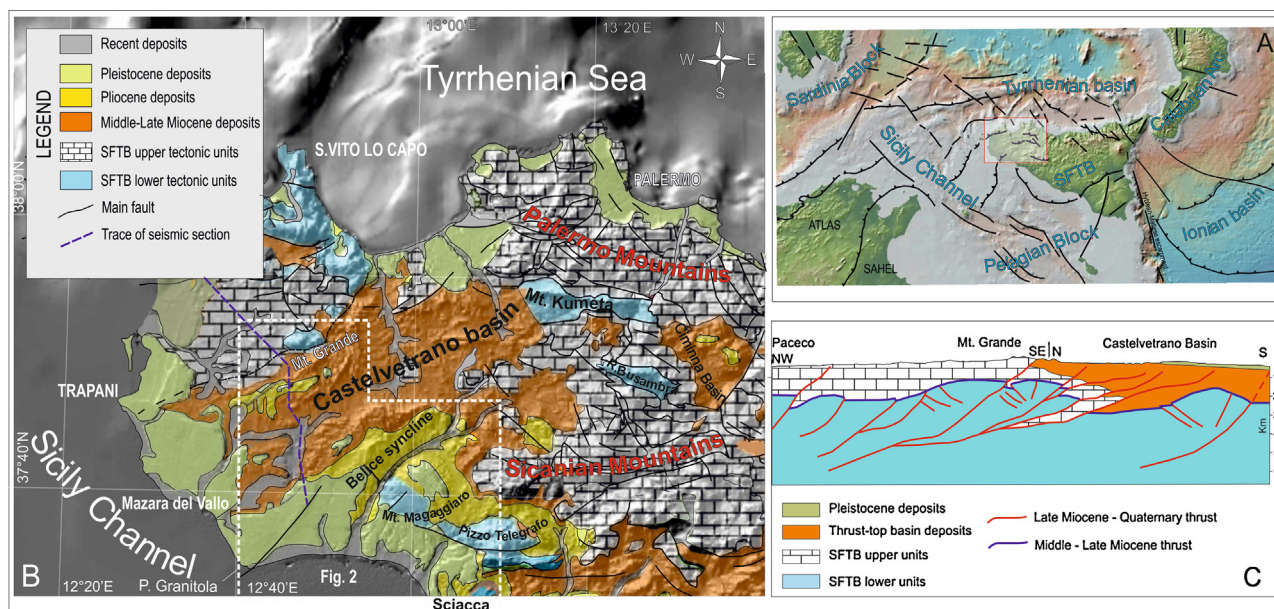 LEGEND
Recent deposits
Pleistocene deposits
Pliocene deposits
Middle-Late Miocene deposits
SFTB upper tectonic units
SFTB lower tectonic units
Main fault
Trace of seismic section
13°00'E
13°20'E
N
W
E
S
38°00'N
37°40'N
Tyrrhenian Sea
S.VITO LO CAPO
PALERMO
Palermo Mountains
Mt. Kumeta
Mt. Grande
Castelvetrano basin
R.Busambra
Ciminna Basin
TRAPANI
Belice syncline
Sicanian Mountains
Sicily Channel
Mazara del Vallo
Mt. Magaggiaro
Pizzo Telegrafo
B
12°20'E
P. Granitola
12°40'E
Fig. 2
Sciacca
A
Sardinia Block
Tyrrhenian basin
Calabrian Arc
Sicily Channel
SFTB
Ionian basin
ATLAS
SAHEL
Pelagian Block
Paceco
NW
Mt. Grande
SE
N
Castelvetrano Basin
S
Km
Pleistocene deposits
Thrust-top basin deposits
SFTB upper units
SFTB lower units
Late Miocene - Quaternary thrust
Middle - Late Miocene thrust
C